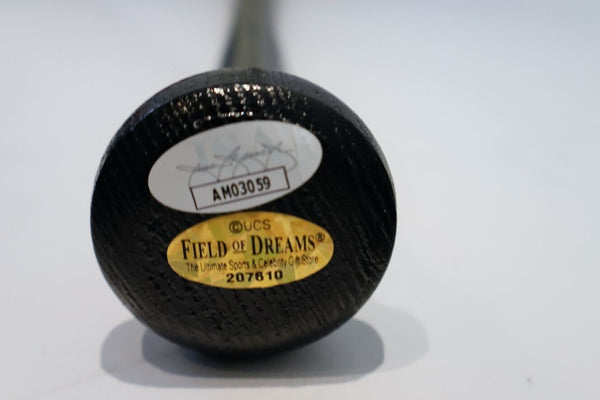 AM03059
©UCS
FIELD OF DREAMS®
The Ultimate Sports & Celebrity Gift Store
207610